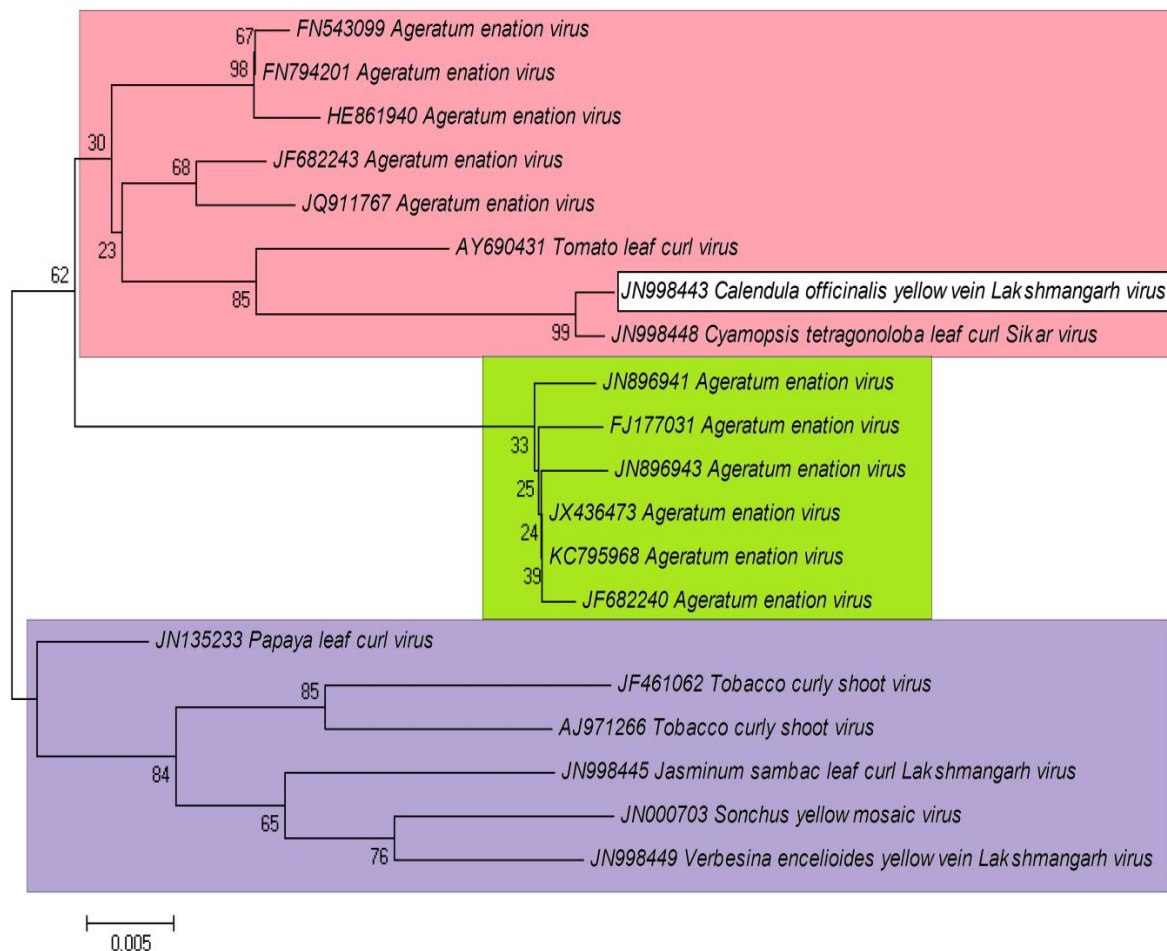 67 FN543099 Ageratum enation virus
98 FN794201 Ageratum enation virus
HE861940 Ageratum enation virus
30
68 JF682243 Ageratum enation virus
JQ911767 Ageratum enation virus
23
AY690431 Tomato leaf curl virus
62
85
JN998443 Calendula officinalis yellow vein Lakshmangarh virus
99 JN998448 Cyamopsis tetragonoloba leaf curl Sikar virus
JN896941 Ageratum enation virus
33 FJ177031 Ageratum enation virus
25 JN896943 Ageratum enation virus
JX436473 Ageratum enation virus
24
KC795968 Ageratum enation virus
39
JF682240 Ageratum enation virus
JN135233 Papaya leaf curl virus
85 JF461062 Tobacco curly shoot virus
AJ971266 Tobacco curly shoot virus
84 JN998445 Jasminum sambac leaf curl Lakshmangarh virus
65 JN000703 Sonchus yellow mosaic virus
76 JN998449 Verbesina encelioides yellow vein Lakshmangarh virus
0.005